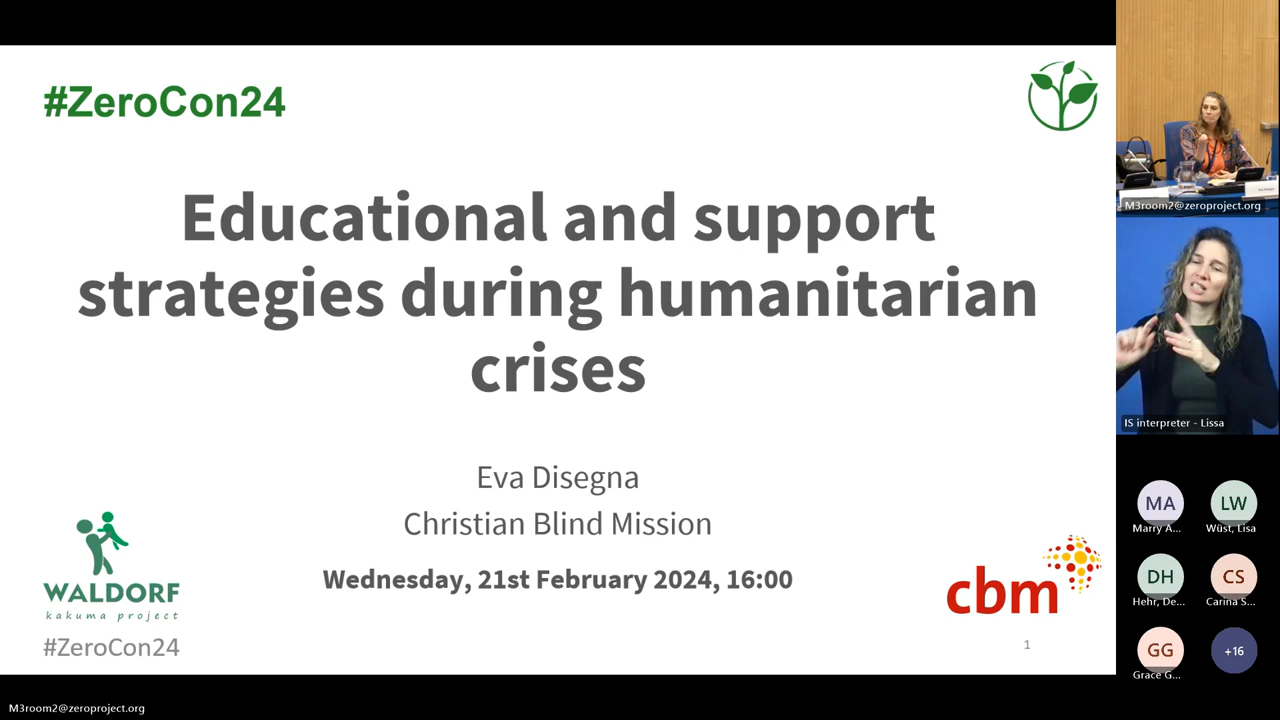 #ZeroCon24
Educational and support
strategies during humanitarian
crises
Eva Disegna
Christian Blind Mission
Wednesday, 21st February 2024, 16:00
WALDORF
kakuma project
cbm
#ZeroCon24
1
M3room2@zeroproject.org
IS interpreter - Lissa
MA
Marry A...
LW
Wüst, Lisa
DH
Hehr, De...
CS
Carina S...
GG
Grace G...
+16
M3room2@zeroproject.org